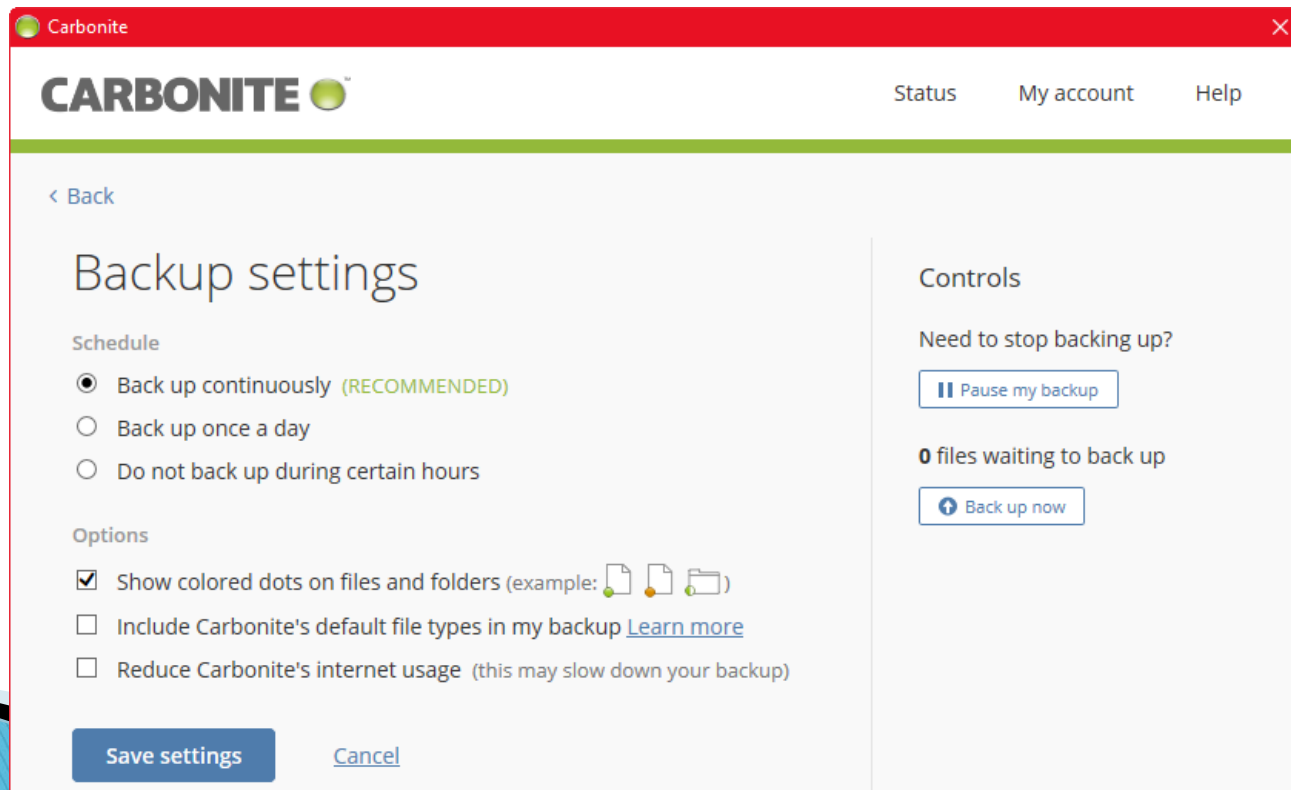 Carbonite
CARBONITE
Status My account Help
< Back
Backup settings
Schedule
Back up continuously (RECOMMENDED)
Back up once a day
Do not back up during certain hours
Options
Show colored dots on files and folders (example: )
Include Carbonite's default file types in my backup Learn more
Reduce Carbonite's internet usage (this may slow down your backup)
Save settings Cancel
Controls
Need to stop backing up?
Pause my backup
0 files waiting to back up
Back up now